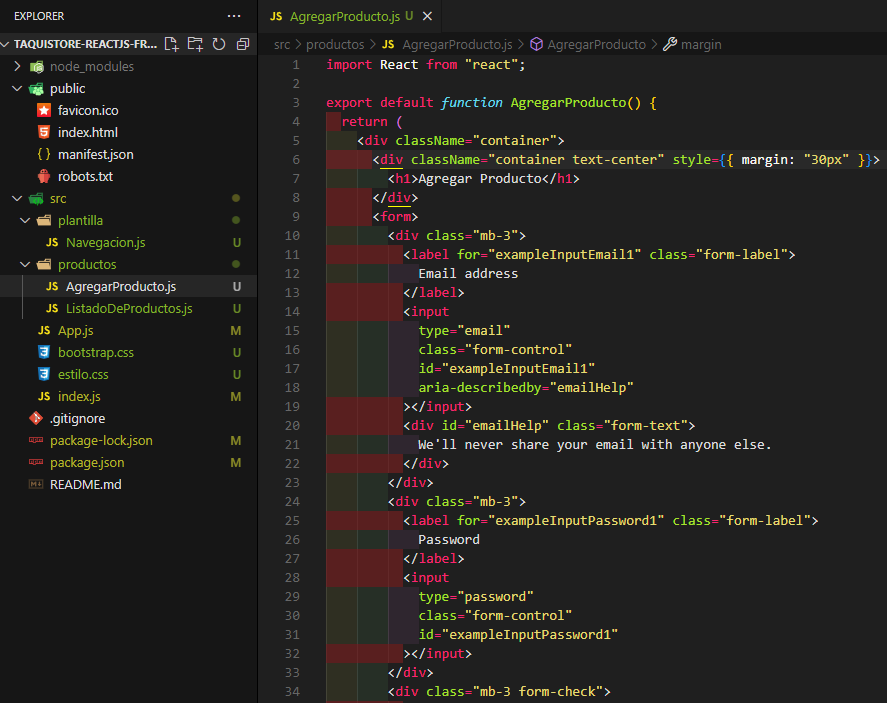 EXPLORER
TAQUISTORE-REACTJS-FR...
node_modules
public
favicon.ico
index.html
manifest.json
robots.txt
src
plantilla
JS Navegacion.js U
productos
JS AgregarProducto.js U
JS ListadoDeProductos.js U
JS App.js M
bootstrap.css U
estilo.css U
JS index.js M
.gitignore
package-lock.json M
package.json M
README.md
JS AgregarProducto.js U
src > productos > JS AgregarProducto.js > AgregarProducto > margin
1 import React from "react";
2
3 export default function AgregarProducto() {
4 return (
5 <div className="container">
6 <div className="container text-center" style={{ margin: "30px" }}>
7 <h1>Agregar Producto</h1>
8 </div>
9 <form>
10 <div class="mb-3">
11 <label for="exampleInputEmail1" class="form-label">
12 Email address
13 </label>
14 <input
15 type="email"
16 class="form-control"
17 id="exampleInputEmail1"
18 aria-describedby="emailHelp"
19 ></input>
20 <div id="emailHelp" class="form-text">
21 We'll never share your email with anyone else.
22 </div>
23 </div>
24 <div class="mb-3">
25 <label for="exampleInputPassword1" class="form-label">
26 Password
27 </label>
28 <input
29 type="password"
30 class="form-control"
31 id="exampleInputPassword1"
32 ></input>
33 </div>
34 <div class="mb-3 form-check">